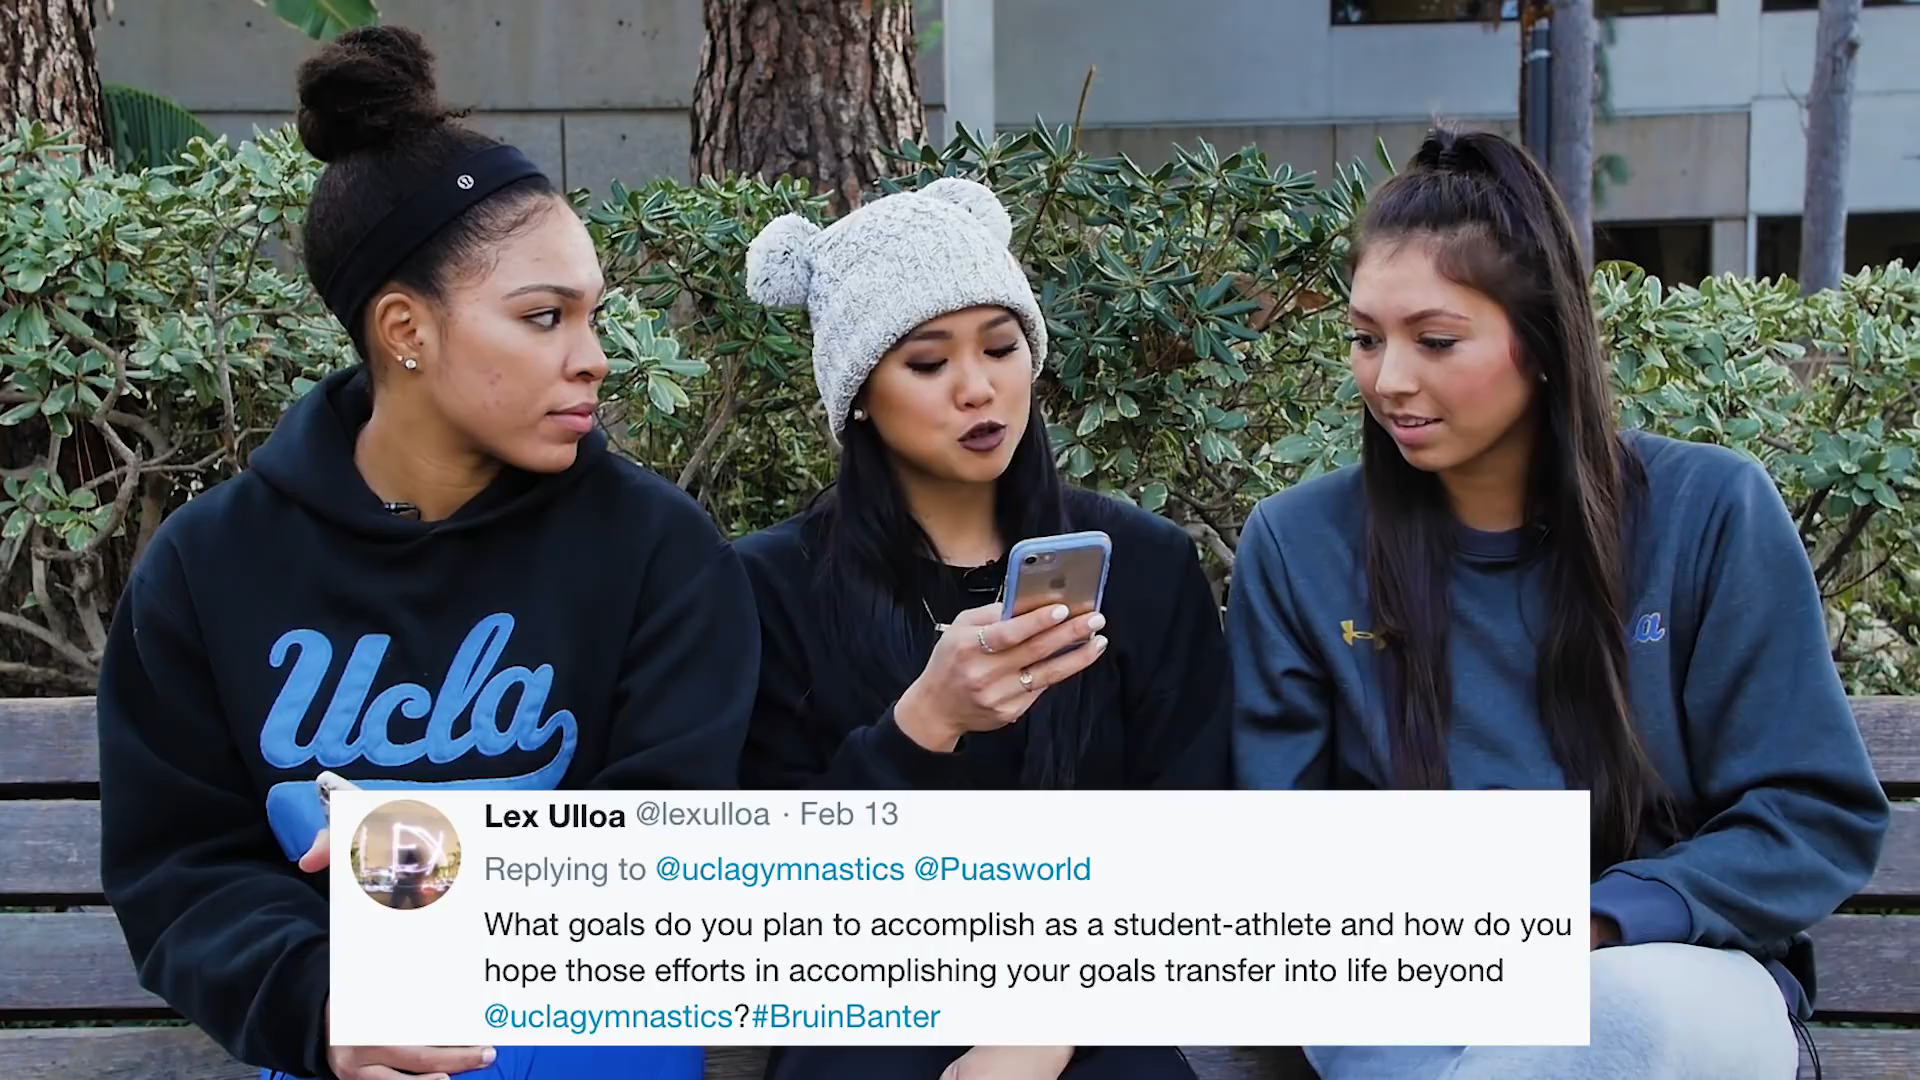 Ucla
a
Lex Ulloa @lexulloa · Feb 13
Replying to @uclagymnastics @Puasworld
What goals do you plan to accomplish as a student-athlete and how do you
hope those efforts in accomplishing your goals transfer into life beyond
@uclagymnastics?#BruinBanter